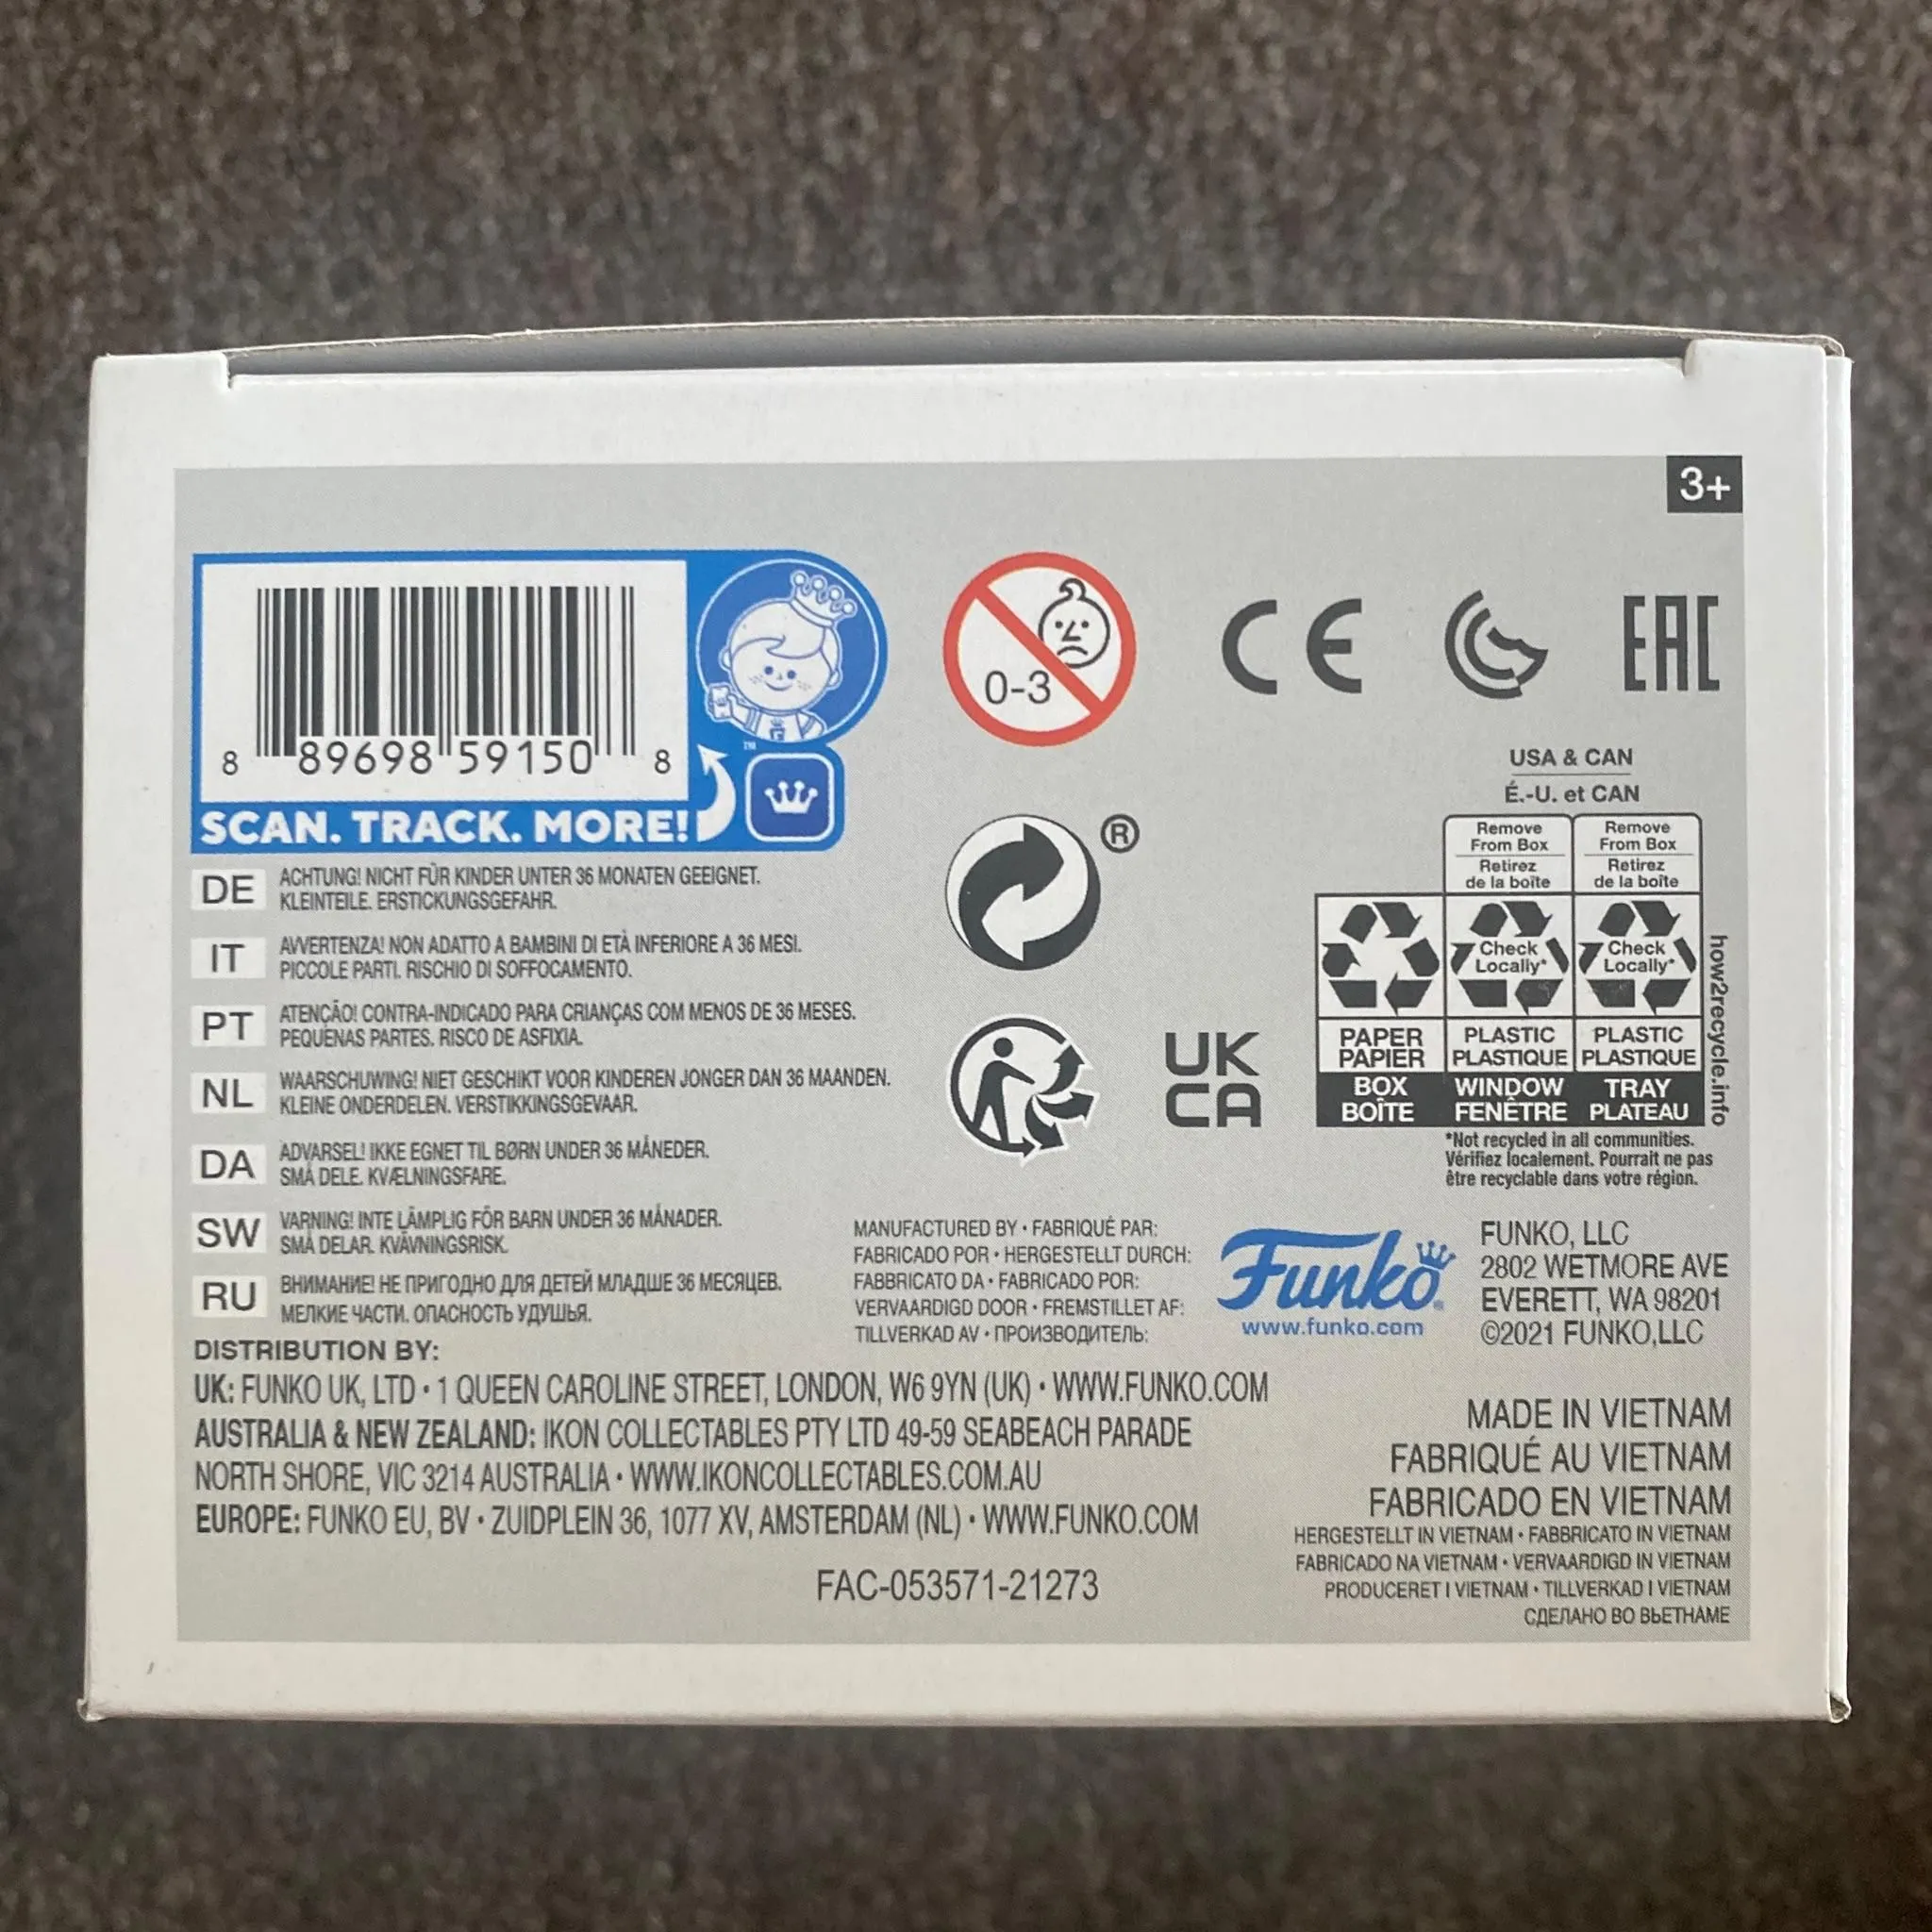 3+
8 89698 59150 8
SCAN. TRACK. MORE!
™
0-3
CE
EAC
USA & CAN
É.-U. et CAN
Remove
From Box
Retirez
de la boîte
Remove
From Box
Retirez
de la boîte
Check
Locally*
Check
Locally*
PAPER
PAPIER
PLASTIC
PLASTIQUE
PLASTIC
PLASTIQUE
BOX
BOÎTE
WINDOW
FENÊTRE
TRAY
PLATEAU
how2recycle.info
*Not recycled in all communities.
Vérifiez localement. Pourrait ne pas
être recyclable dans votre région.
®
UK
CA
DE
ACHTUNG! NICHT FÜR KINDER UNTER 36 MONATEN GEEIGNET.
KLEINTEILE. ERSTICKUNGSGEFAHR.
IT
AVVERTENZA! NON ADATTO A BAMBINI DI ETÀ INFERIORE A 36 MESI.
PICCOLE PARTI. RISCHIO DI SOFFOCAMENTO.
PT
ATENÇÃO! CONTRA-INDICADO PARA CRIANÇAS COM MENOS DE 36 MESES.
PEQUENAS PARTES. RISCO DE ASFIXIA.
NL
WAARSCHUWING! NIET GESCHIKT VOOR KINDEREN JONGER DAN 36 MAANDEN.
KLEINE ONDERDELEN. VERSTIKKINGSGEVAAR.
DA
ADVARSEL! IKKE EGNET TIL BØRN UNDER 36 MÅNEDER.
SMÅ DELE. KVÆLNINGSFARE.
SW
VARNING! INTE LÄMPLIG FÖR BARN UNDER 36 MÅNADER.
SMÅ DELAR. KVÄVNINGSRISK.
RU
ВНИМАНИЕ! НЕ ПРИГОДНО ДЛЯ ДЕТЕЙ МЛАДШЕ 36 МЕСЯЦЕВ.
МЕЛКИЕ ЧАСТИ. ОПАСНОСТЬ УДУШЬЯ.
MANUFACTURED BY • FABRIQUÉ PAR:
FABRICADO POR • HERGESTELLT DURCH:
FABBRICATO DA • FABRICADO POR:
VERVAARDIGD DOOR • FREMSTILLET AF:
TILLVERKAD AV • ПРОИЗВОДИТЕЛЬ:
Funko
www.funko.com
FUNKO, LLC
2802 WETMORE AVE
EVERETT, WA 98201
©2021 FUNKO,LLC
DISTRIBUTION BY:
UK: FUNKO UK, LTD • 1 QUEEN CAROLINE STREET, LONDON, W6 9YN (UK) • WWW.FUNKO.COM
AUSTRALIA & NEW ZEALAND: IKON COLLECTABLES PTY LTD 49-59 SEABEACH PARADE
NORTH SHORE, VIC 3214 AUSTRALIA • WWW.IKONCOLLECTABLES.COM.AU
EUROPE: FUNKO EU, BV • ZUIDPLEIN 36, 1077 XV, AMSTERDAM (NL) • WWW.FUNKO.COM
MADE IN VIETNAM
FABRIQUÉ AU VIETNAM
FABRICADO EN VIETNAM
HERGESTELLT IN VIETNAM • FABBRICATO IN VIETNAM
FABRICADO NA VIETNAM • VERVAARDIGD IN VIETNAM
PRODUCERET I VIETNAM • TILLVERKAD I VIETNAM
СДЕЛАНО ВО ВЬЕТНАМЕ
FAC-053571-21273